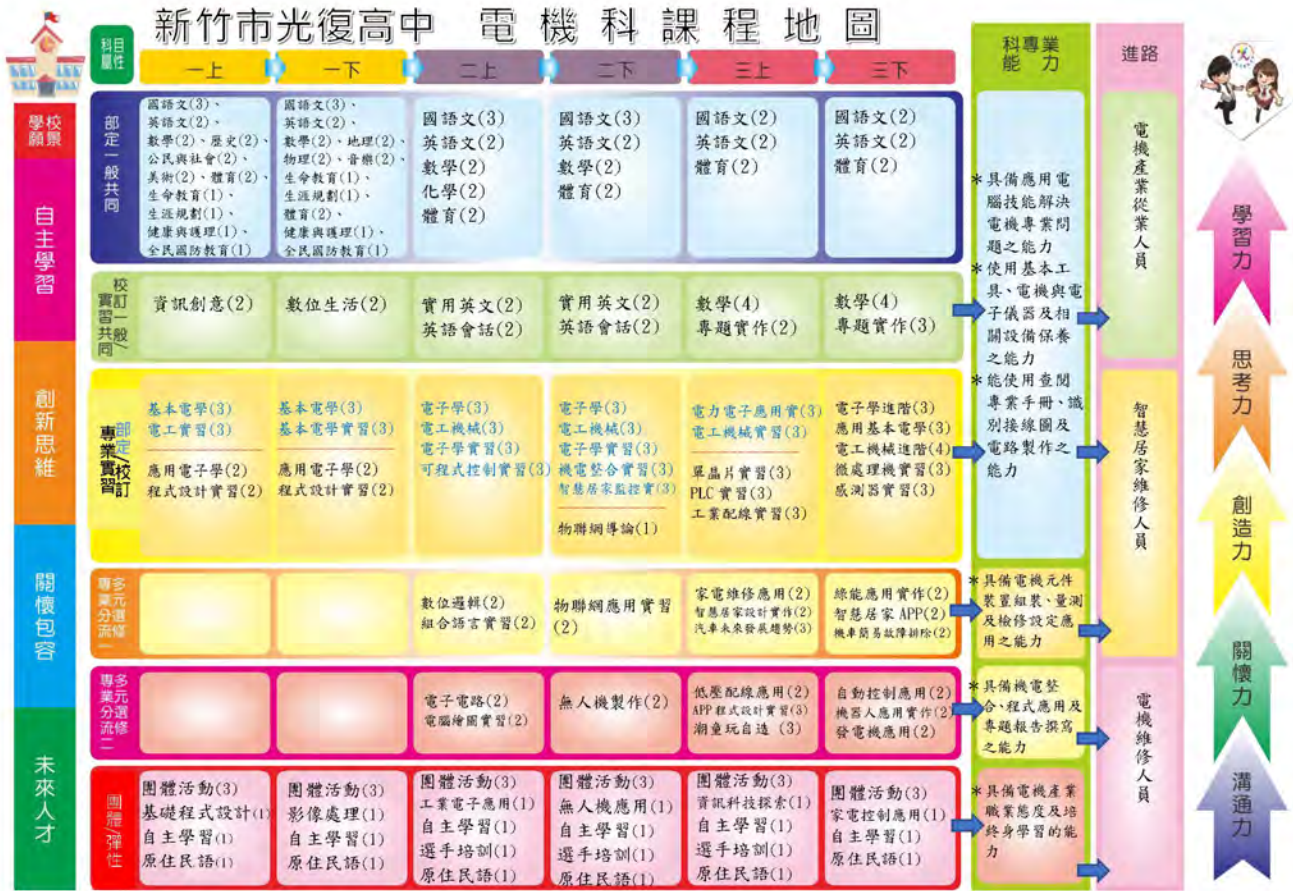 新竹市光復高中 電機科課程地圖
科目屬性
一上
一下
二上
二下
三上
三下
科專業能力
進路
學校願景
自主學習
創新思維
關懷包容
未來人才
部定一般共同
國語文(3)、
英語文(2)、
數學(2)、歷史(2)、
公民與社會(2)、
美術(2)、體育(2)、
生命教育(1)、
生涯規劃(1)、
健康與護理(1)、
全民國防教育(1)
國語文(3)、
英語文(2)、
數學(2)、地理(2)、
物理(2)、音樂(2)、
生命教育(1)、
生涯規劃(1)、
體育(2)、
健康與護理(1)、
全民國防教育(1)
國語文(3)
英語文(2)
數學(2)
化學(2)
體育(2)
國語文(3)
英語文(2)
數學(2)
體育(2)
國語文(2)
英語文(2)
體育(2)
國語文(2)
英語文(2)
體育(2)
校訂一般/
實習共同
資訊創意(2)
數位生活(2)
實用英文(2)
英語會話(2)
實用英文(2)
英語會話(2)
數學(4)
專題實作(2)
數學(4)
專題實作(3)
部定/校訂
專業實習
基本電學(3)
電工實習(3)
應用電子學(2)
程式設計實習(2)
基本電學(3)
基本電學實習(3)
應用電子學(2)
程式設計實習(2)
電子學(3)
電工機械(3)
電子學實習(3)
可程式控制實習(3)
電子學(3)
電工機械(3)
電子學實習(3)
機電整合實習(3)
智慧居家監控實(3)
物聯網導論(1)
電力電子應用實(3)
電工機械實習(3)
單晶片實習(3)
PLC 實習(3)
工業配線實習(3)
電子學進階(3)
應用基本電學(3)
電工機械進階(4)
微處理機實習(3)
感測器實習(3)
多元選修
專業分流一
數位邏輯(2)
組合語言實習(2)
物聯網應用實習
(2)
家電維修應用(2)
智慧居家設計實作(2)
汽車未來發展趨勢(3)
綠能應用實作(2)
智慧居家 APP(2)
機車簡易故障排除(2)
多元選修
專業分流二
電子電路(2)
電腦繪圖實習(2)
無人機製作(2)
低壓配線應用(2)
APP 程式設計實習(3)
潮童玩自造 (3)
自動控制應用(2)
機器人應用實作(2)
發電機應用(2)
團體/彈性
團體活動(3)
基礎程式設計(1)
自主學習(1)
原住民語(1)
團體活動(3)
影像處理(1)
自主學習(1)
原住民語(1)
團體活動(3)
工業電子應用(1)
自主學習(1)
選手培訓(1)
原住民語(1)
團體活動(3)
無人機應用(1)
自主學習(1)
選手培訓(1)
原住民語(1)
團體活動(3)
資訊科技探索(1)
自主學習(1)
選手培訓(1)
原住民語(1)
團體活動(3)
家電控制應用(1)
自主學習(1)
原住民語(1)
*具備應用電
腦技能解決
電機專業問
題之能力
*使用基本工
具、電機與電
子儀器及相
關設備保養
之能力
*能使用查閱
專業手冊、識
別接線圖及
電路製作之
能力
*具備電機元件
裝置組裝、量測
及檢修設定應
用之能力
*具備機電整
合、程式應用及
專題報告撰寫
之能力
*具備電機產業
職業態度及培
終身學習的能
力
電機產業從業人員
智慧居家維修人員
電機維修人員
學習力
思考力
創造力
關懷力
溝通力